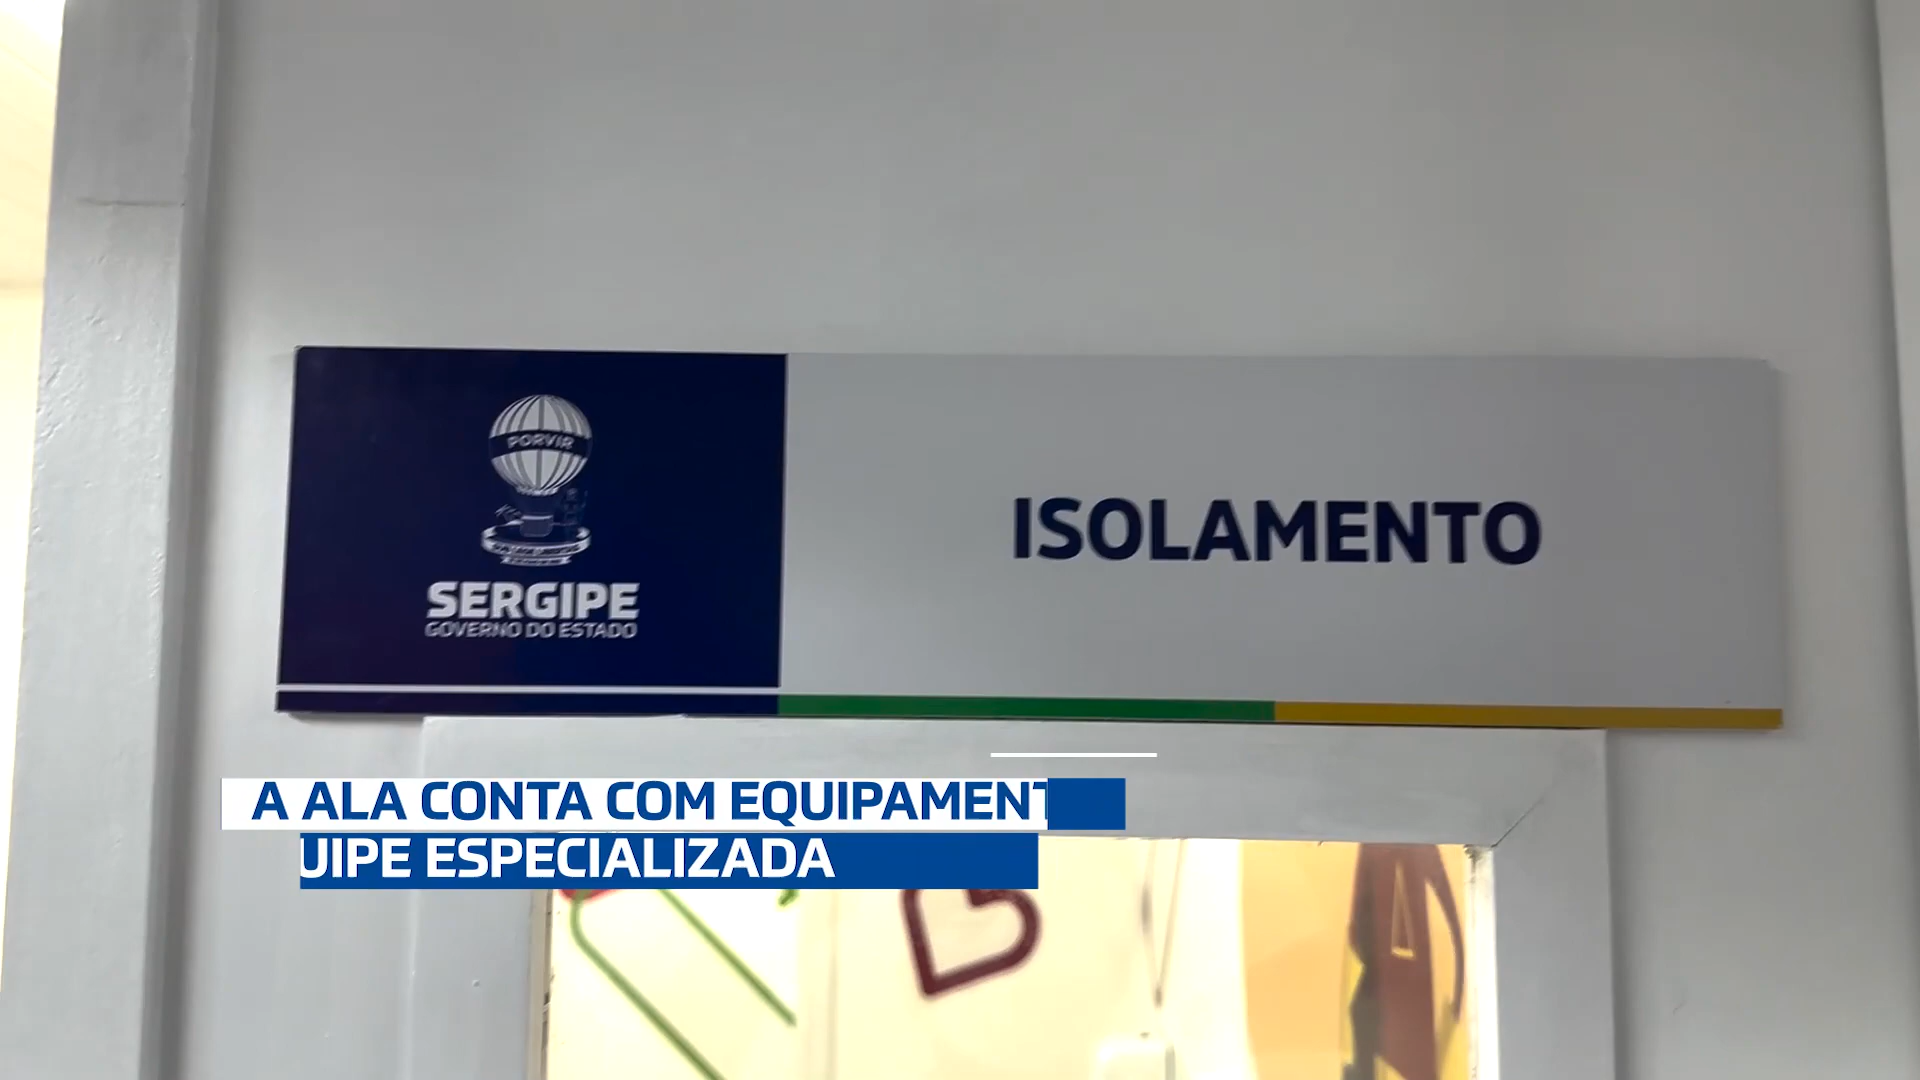 PORVIR
SERGIPE
GOVERNO DO ESTADO
ISOLAMENTO
A ALA CONTA COM EQUIPAMENT
UIPE ESPECIALIZADA